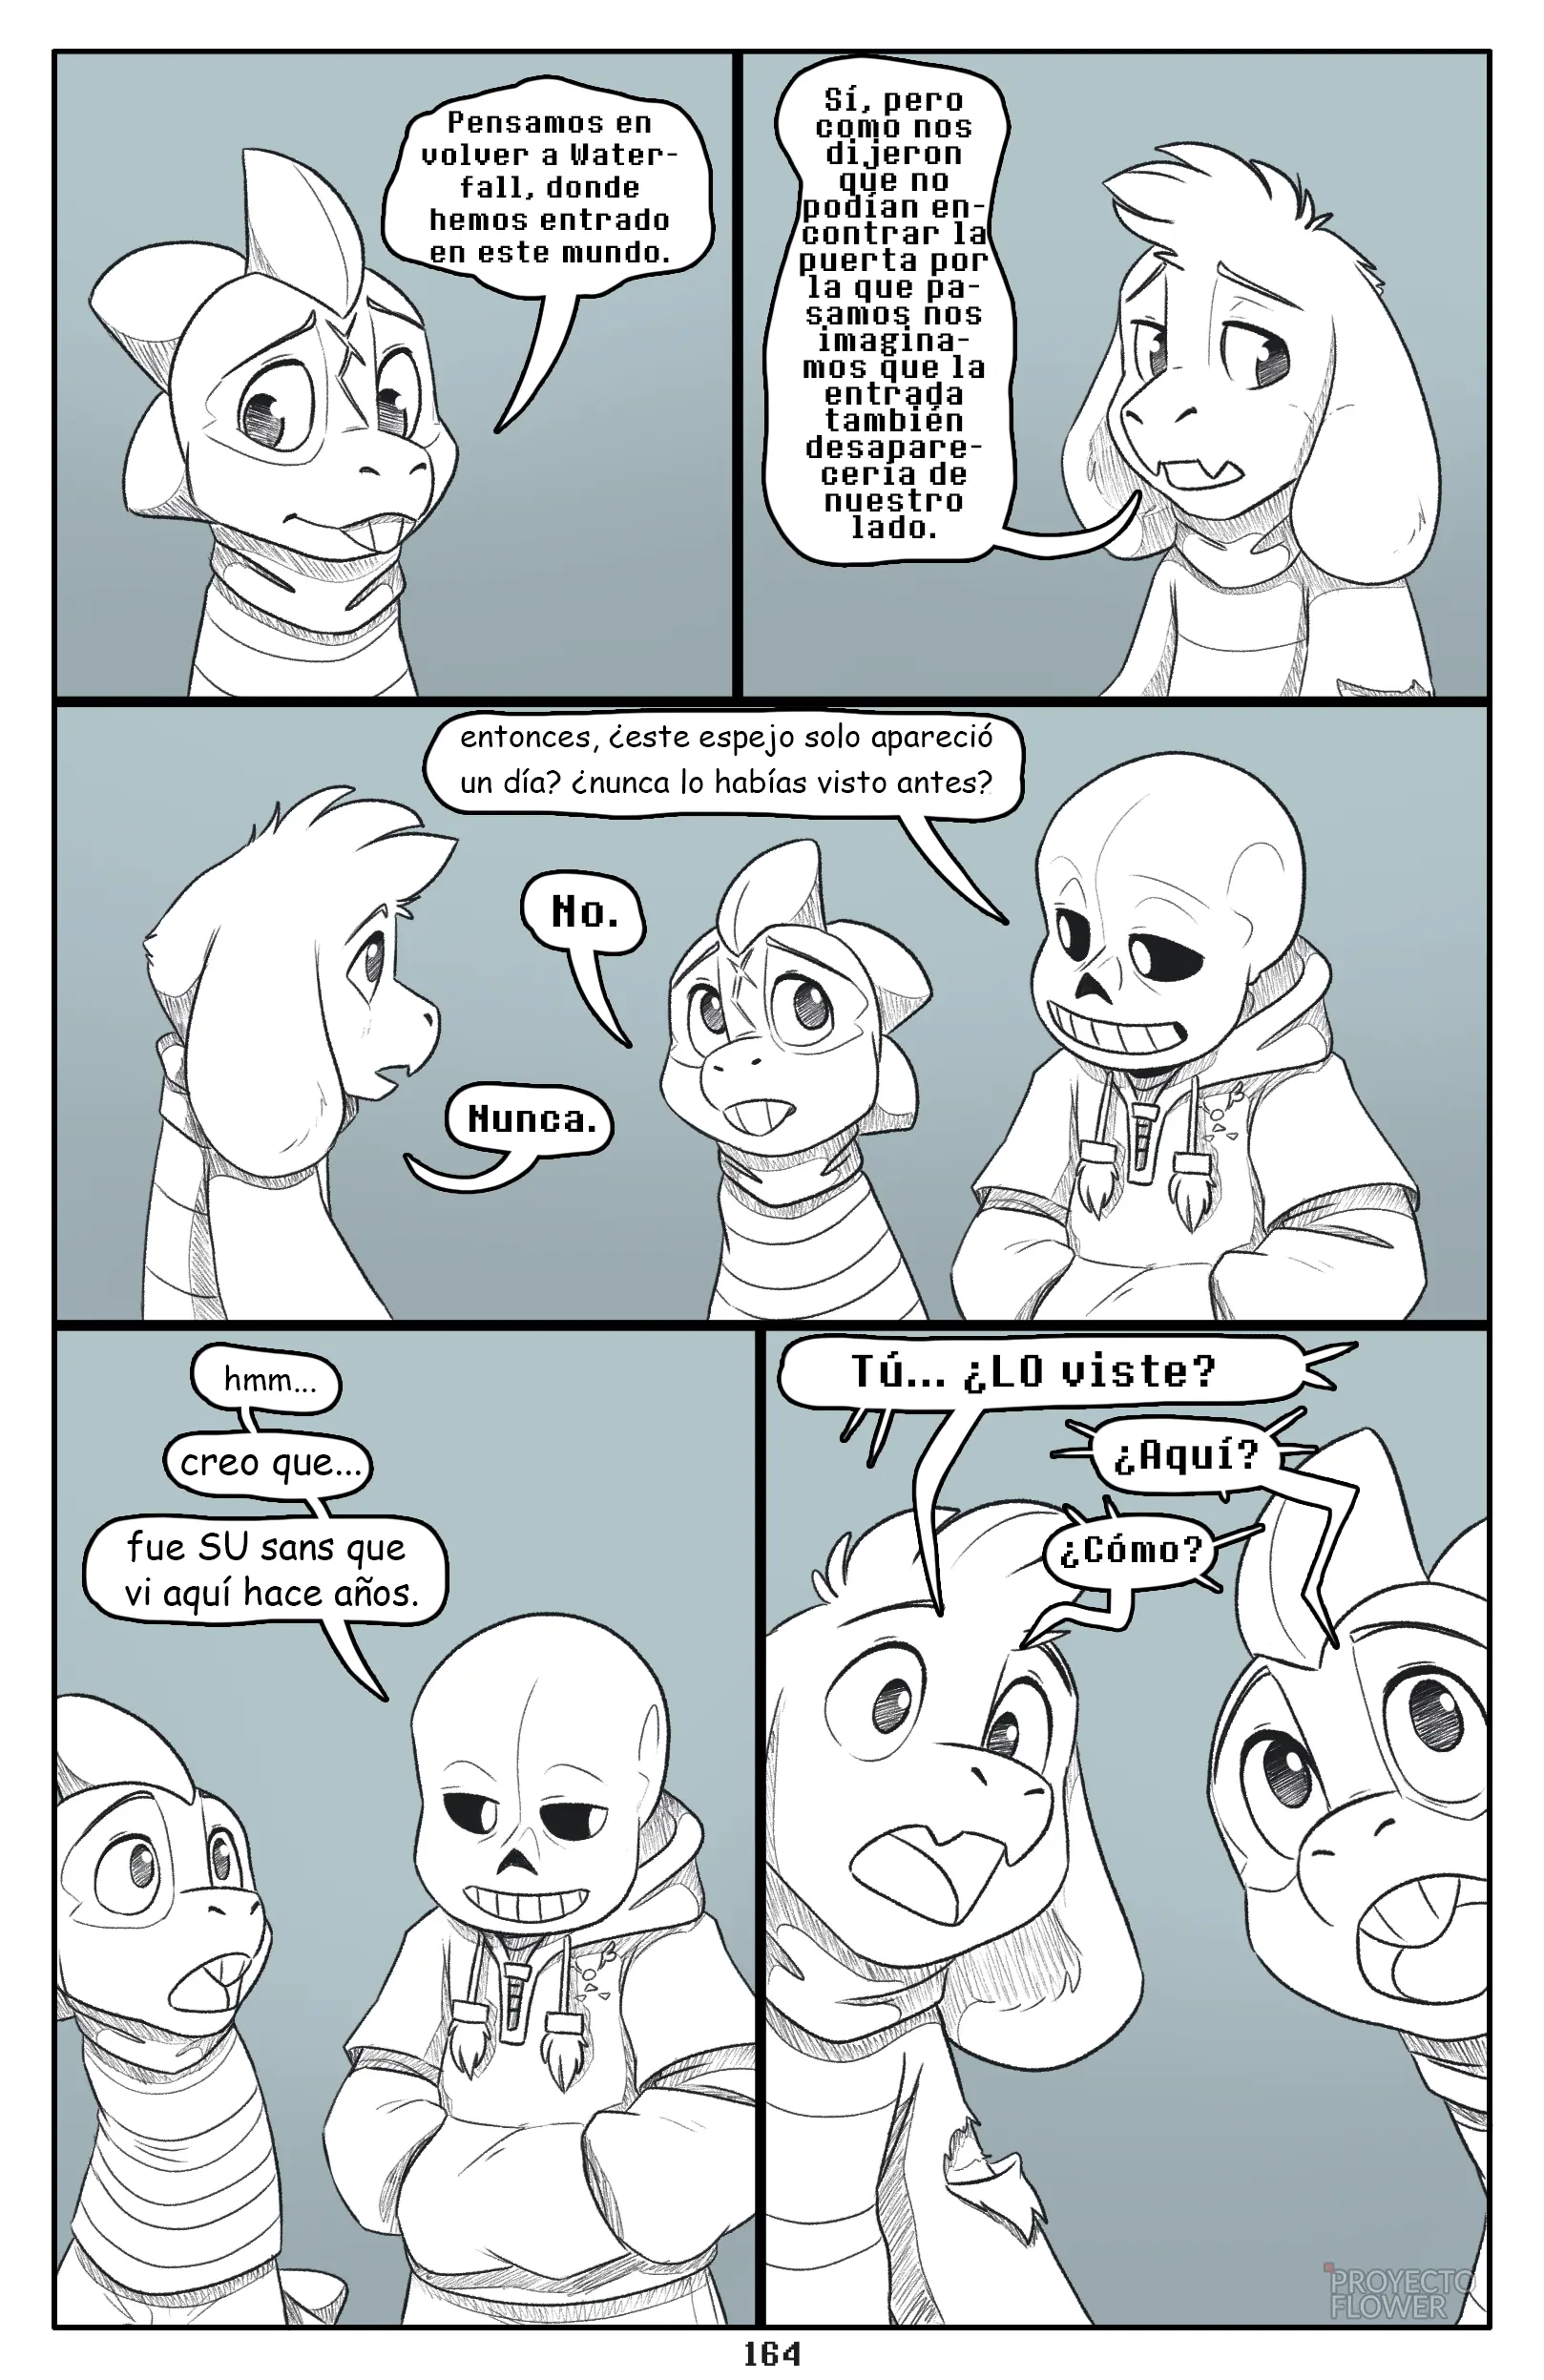 Pensamos en
volver a Water-
fall, donde
hemos entrado
en este mundo.
Sí, pero
como nos
dijeron
que no
podían en-
contrar la
puerta por
la que pa-
samos nos
imagina-
mos que la
entrada
también
desapare-
cería de
nuestro
lado.
entonces, ¿este espejo solo apareció
un día? ¿nunca lo habías visto antes?
No.
Nunca.
hmm...
creo que...
fue SU sans que
vi aquí hace años.
Tú... ¿LO viste?
¿Aquí?
¿Cómo?
PROYECTO
FLOWER
164